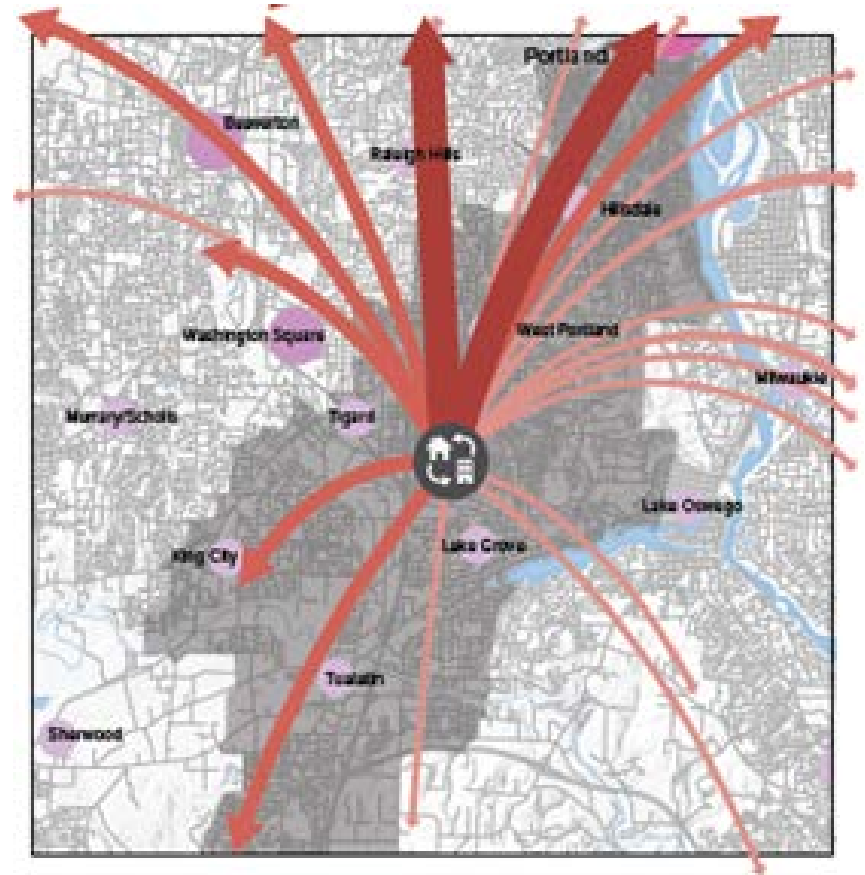 Portland
Beaverton
Raleigh Hills
Hillsdale
West Portland
Washington Square
Milwaukie
Murrary/Scholls
Tigard
Lake Oswego
King City
Lake Grove
Tualatin
Sherwood